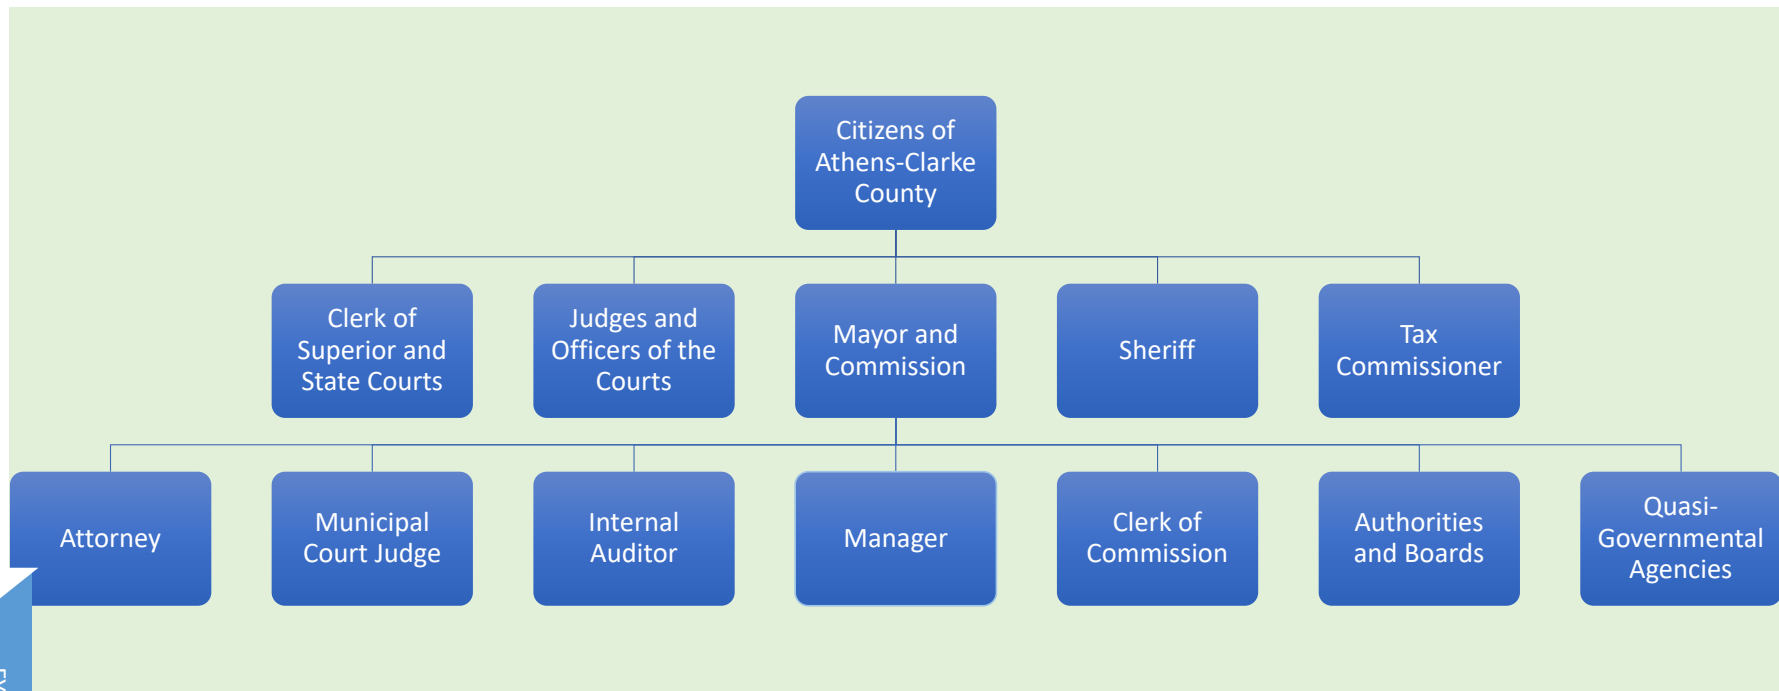 Citizens of
Athens-Clarke
County
Clerk of
Superior and
State Courts
Judges and
Officers of the
Courts
Mayor and
Commission
Sheriff
Tax
Commissioner
Attorney
Municipal
Court Judge
Internal
Auditor
Manager
Clerk of
Commission
Authorities
and Boards
Quasi-
Governmental
Agencies